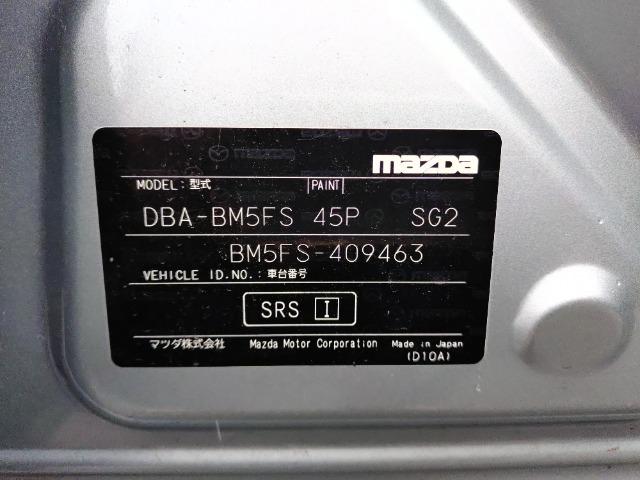 mazda
MODEL: 型式 PAINT
DBA-BM5FS 45P SG2
BM5FS-409463
VEHICLE ID.NO.: 車台番号
SRS I
マツダ株式会社 Mazda Motor Corporation Made in Japan
(D10A)